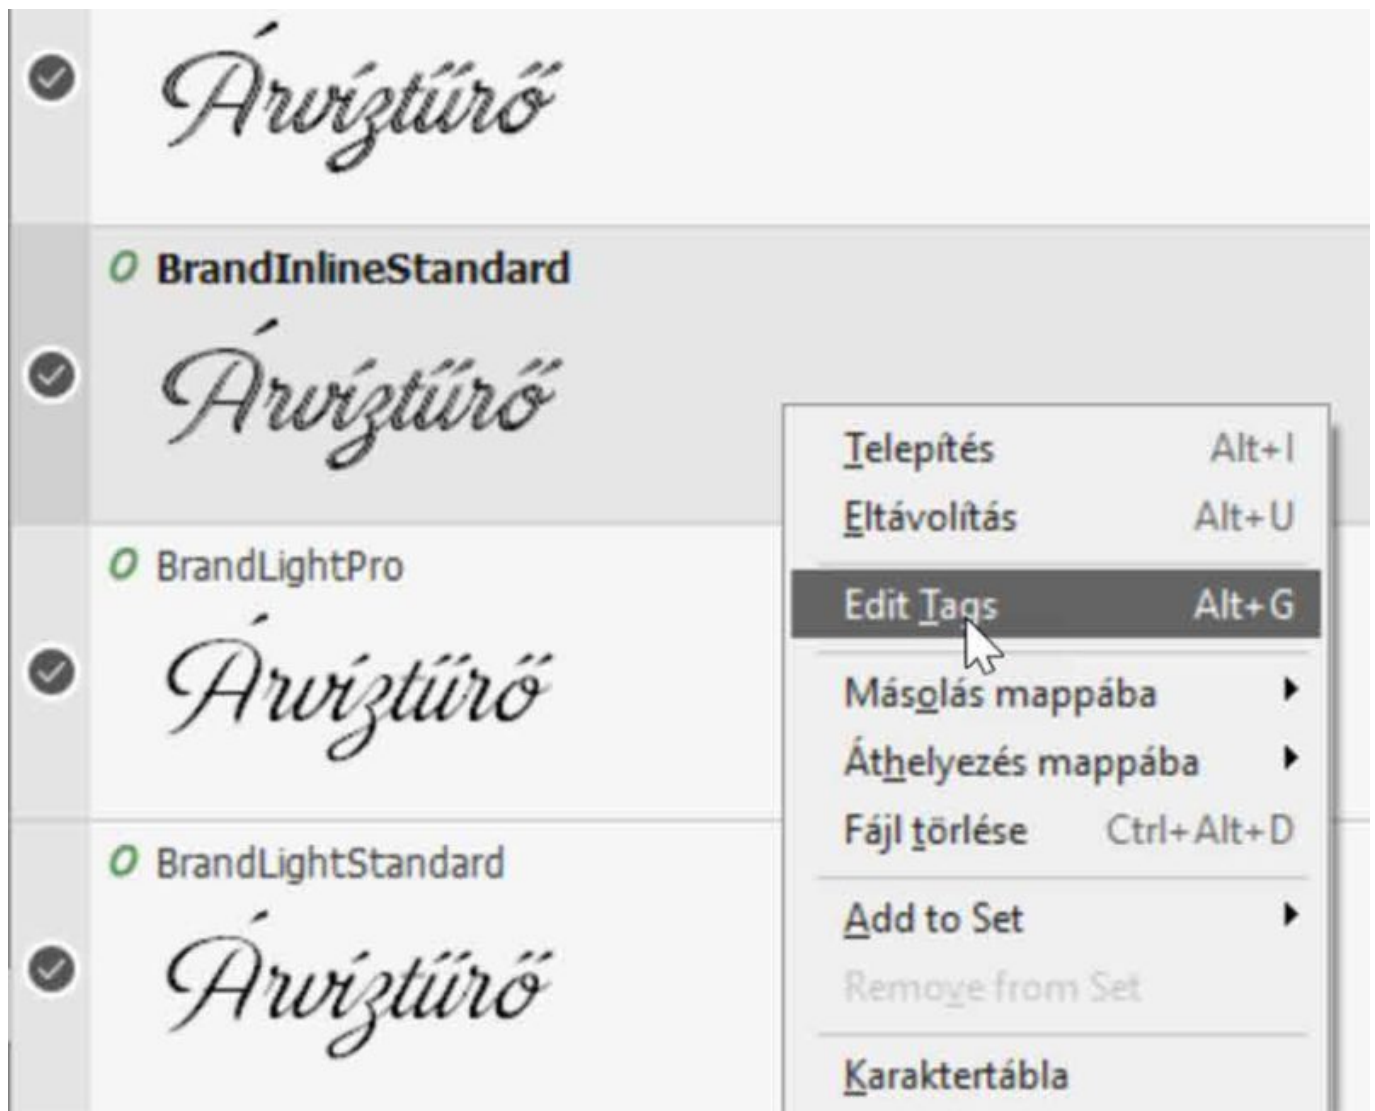 Árvíztűrő
BrandInlineStandard
Árvíztűrő
BrandLightPro
Árvíztűrő
BrandLightStandard
Árvíztűrő
Telepítés Alt+I
Eltávolítás Alt+U
Edit Tags Alt+G
Másolás mappába
Áthelyezés mappába
Fájl törlése Ctrl+Alt+D
Add to Set
Remove from Set
Karaktertábla